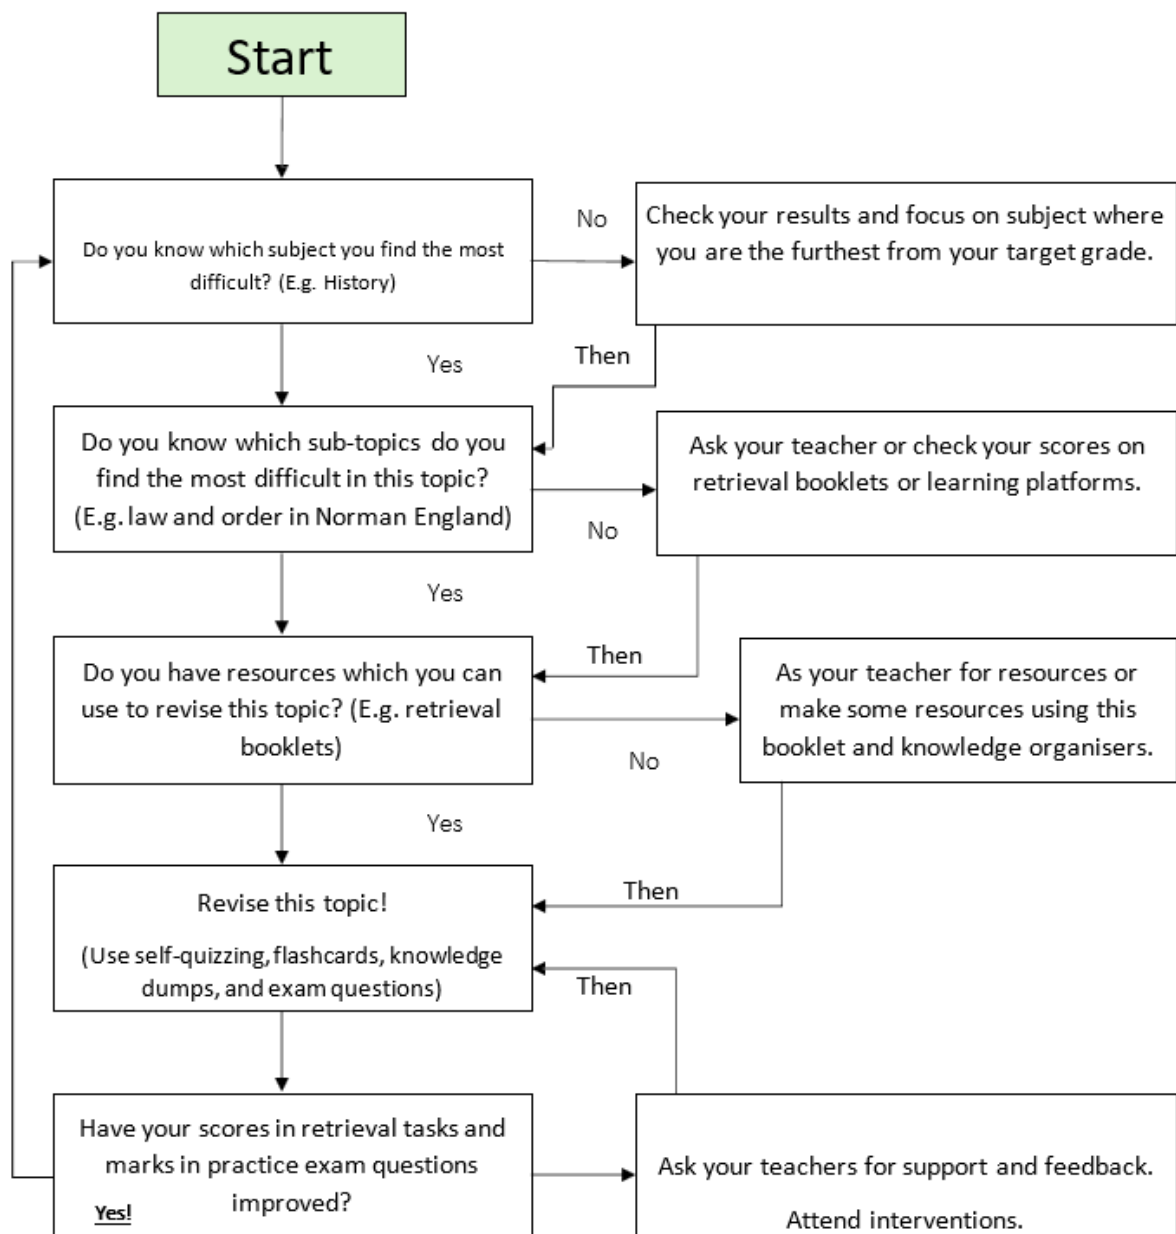 Start
Do you know which subject you find the most
difficult? (E.g. History)
No
Check your results and focus on subject where
you are the furthest from your target grade.
Yes
Then
Do you know which sub-topics do you
find the most difficult in this topic?
(E.g. law and order in Norman England)
No
Ask your teacher or check your scores on
retrieval booklets or learning platforms.
Yes
Then
Do you have resources which you can
use to revise this topic? (E.g. retrieval
booklets)
No
As your teacher for resources or
make some resources using this
booklet and knowledge organisers.
Yes
Then
Revise this topic!
(Use self-quizzing, flashcards, knowledge
dumps, and exam questions)
Then
Have your scores in retrieval tasks and
marks in practice exam questions
improved?
Yes!
Ask your teachers for support and feedback.
Attend interventions.